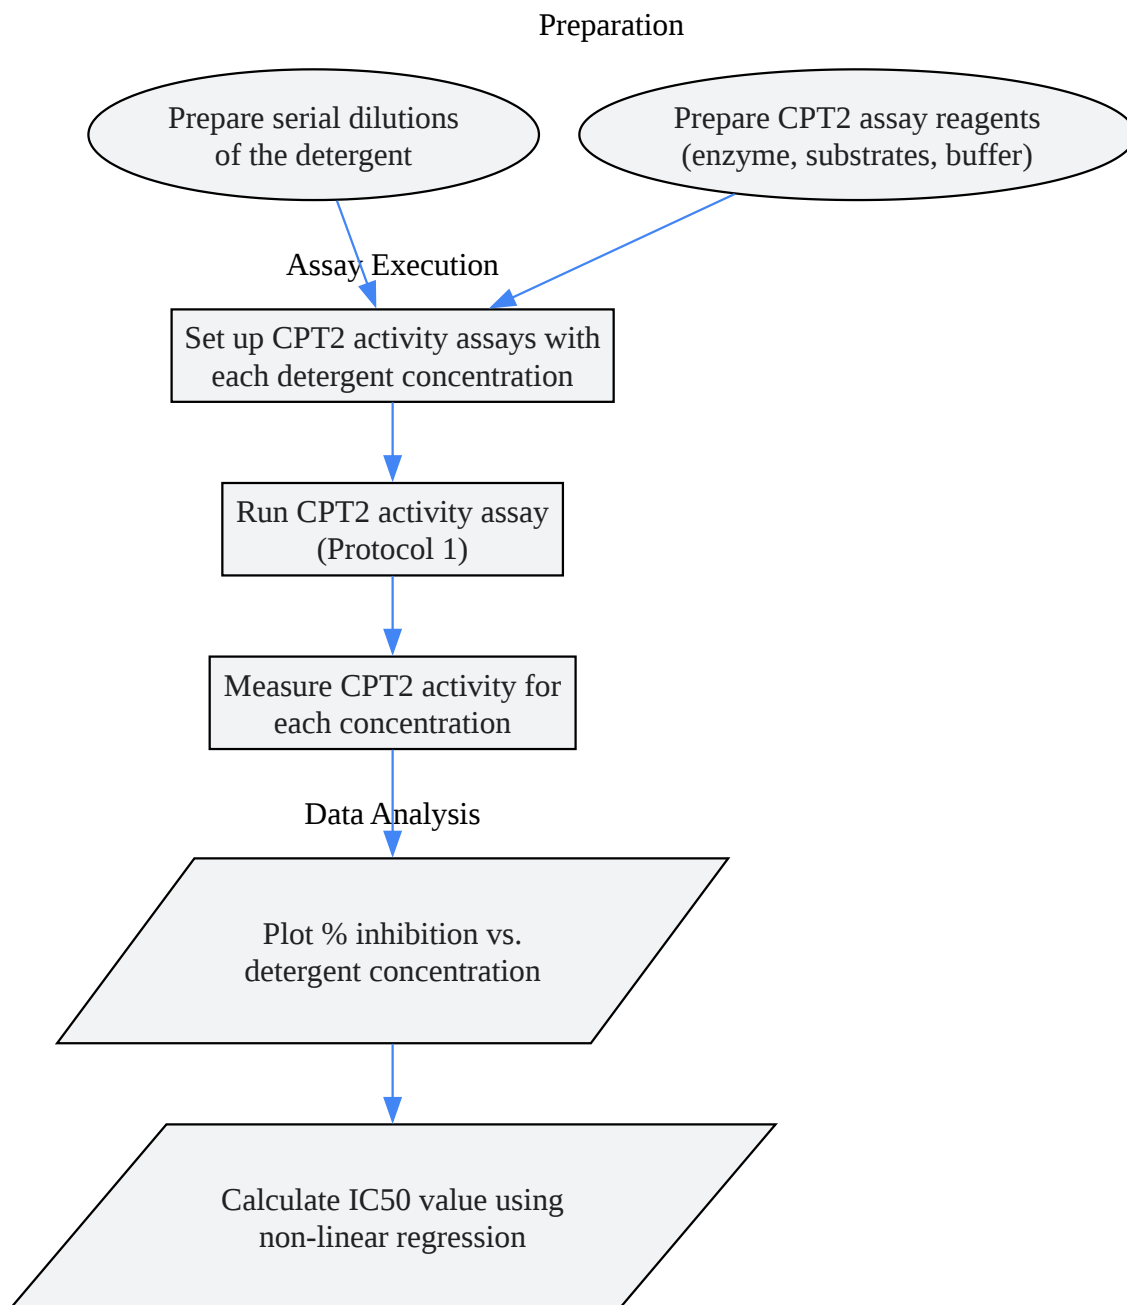 Preparation
Prepare serial dilutions
of the detergent
Prepare CPT2 assay reagents
(enzyme, substrates, buffer)
Assay Execution
Set up CPT2 activity assays with
each detergent concentration
Run CPT2 activity assay
(Protocol 1)
Measure CPT2 activity for
each concentration
Data Analysis
Plot % inhibition vs.
detergent concentration
Calculate IC50 value using
non-linear regression